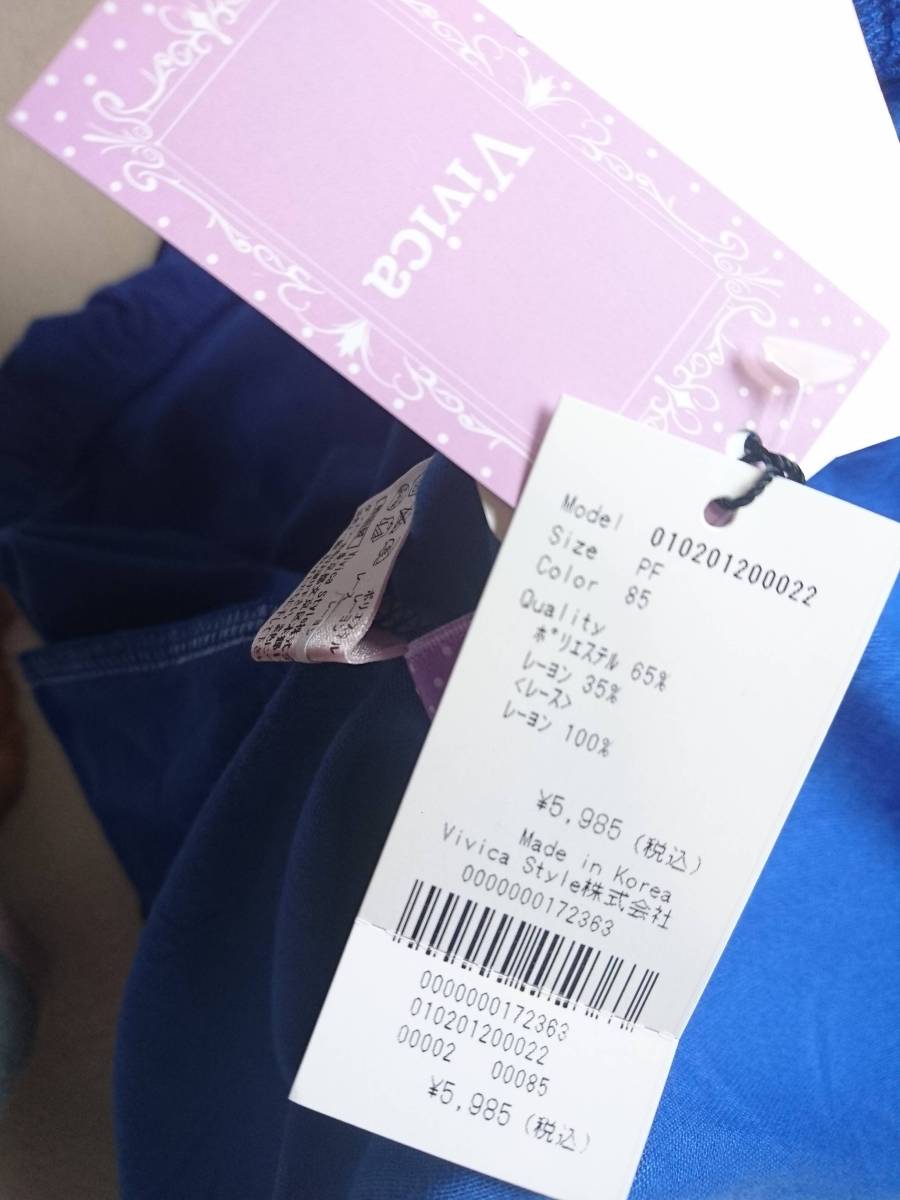 Vivica
Model 010201200022
Size PF
Color 85
Quality
ポリエステル 65%
レーヨン 35%
<レース>
レーヨン 100%
¥5,985 (税込)
Made in Korea
Vivica Style株式会社
0000000172363
0000000172363
010201200022
00002 00085
¥5,985 (税込)